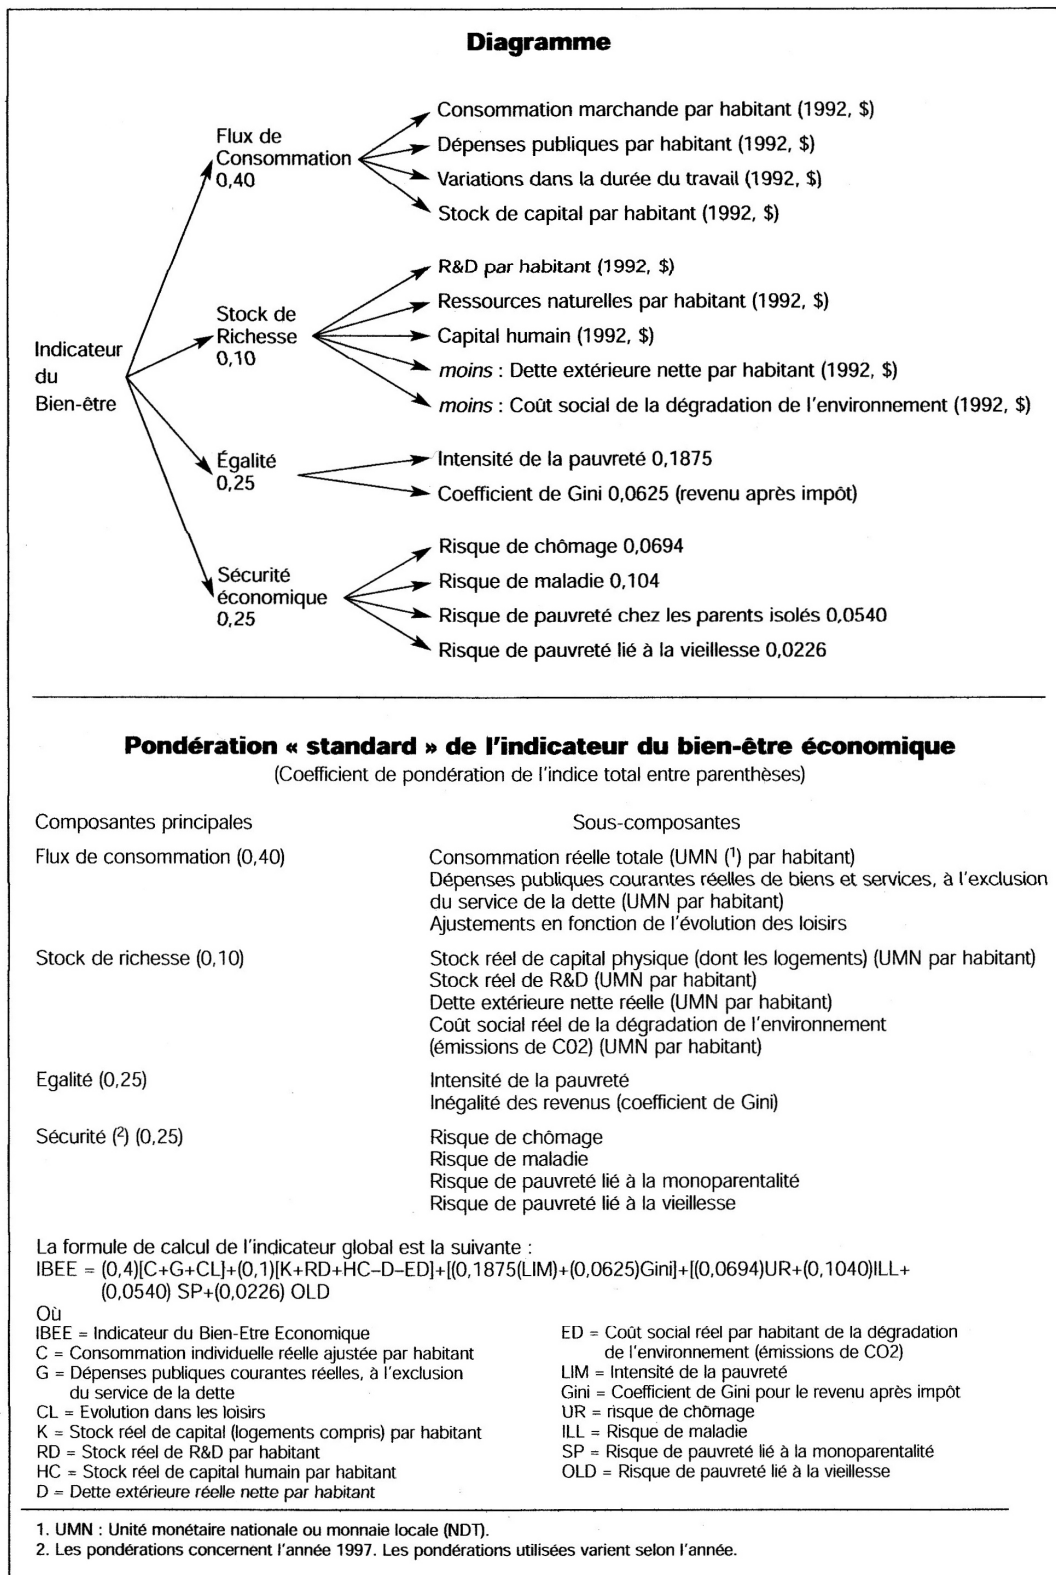 Diagramme
Indicateur
du
Bien-être
Flux de
Consommation
0,40
Consommation marchande par habitant (1992, $)
Dépenses publiques par habitant (1992, $)
Variations dans la durée du travail (1992, $)
Stock de capital par habitant (1992, $)
Stock de
Richesse
0,10
R&D par habitant (1992, $)
Ressources naturelles par habitant (1992, $)
Capital humain (1992, $)
moins : Dette extérieure nette par habitant (1992, $)
moins : Coût social de la dégradation de l'environnement (1992, $)
Égalité
0,25
Intensité de la pauvreté 0,1875
Coefficient de Gini 0,0625 (revenu après impôt)
Sécurité
économique
0,25
Risque de chômage 0,0694
Risque de maladie 0,104
Risque de pauvreté chez les parents isolés 0,0540
Risque de pauvreté lié à la vieillesse 0,0226
Pondération « standard » de l'indicateur du bien-être économique
(Coefficient de pondération de l'indice total entre parenthèses)
Composantes principales
Sous-composantes
Flux de consommation (0,40)
Consommation réelle totale (UMN (1) par habitant)
Dépenses publiques courantes réelles de biens et services, à l'exclusion
du service de la dette (UMN par habitant)
Ajustements en fonction de l'évolution des loisirs
Stock de richesse (0,10)
Stock réel de capital physique (dont les logements) (UMN par habitant)
Stock réel de R&D (UMN par habitant)
Dette extérieure nette réelle (UMN par habitant)
Coût social réel de la dégradation de l'environnement
(émissions de C02) (UMN par habitant)
Egalité (0,25)
Intensité de la pauvreté
Inégalité des revenus (coefficient de Gini)
Sécurité (2) (0,25)
Risque de chômage
Risque de maladie
Risque de pauvreté lié à la monoparentalité
Risque de pauvreté lié à la vieillesse
La formule de calcul de l'indicateur global est la suivante :
IBEE = (0,4)[C+G+CL]+(0,1)[K+RD+HC–D–ED]+[(0,1875(LIM)+(0,0625)Gini]+[(0,0694)UR+(0,1040)ILL+
(0,0540) SP+(0,0226) OLD
Où
IBEE = Indicateur du Bien-Etre Economique
C = Consommation individuelle réelle ajustée par habitant
G = Dépenses publiques courantes réelles, à l'exclusion
du service de la dette
CL = Evolution dans les loisirs
K = Stock réel de capital (logements compris) par habitant
RD = Stock réel de R&D par habitant
HC = Stock réel de capital humain par habitant
D = Dette extérieure réelle nette par habitant
ED = Coût social réel par habitant de la dégradation
de l'environnement (émissions de CO2)
LIM = Intensité de la pauvreté
Gini = Coefficient de Gini pour le revenu après impôt
UR = risque de chômage
ILL = Risque de maladie
SP = Risque de pauvreté lié à la monoparentalité
OLD = Risque de pauvreté lié à la vieillesse
1. UMN : Unité monétaire nationale ou monnaie locale (NDT).
2. Les pondérations concernent l'année 1997. Les pondérations utilisées varient selon l'année.